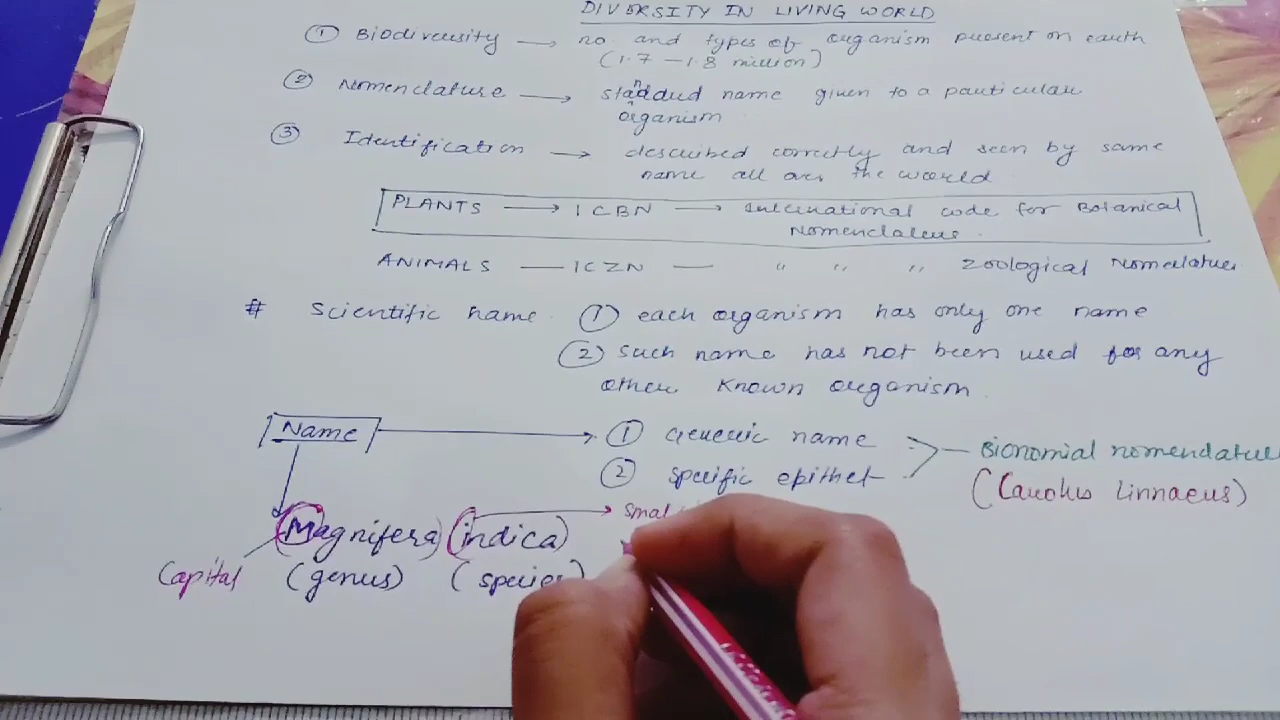 DIVERSITY IN LIVING WORLD
① Biodiversity → no. and types of organism present on earth
(1.7 – 1.8 million)
② Nomenclature → standdard name given to a particular
organism
③ Identification → described correctly and seen by same
name all over the world
PLANTS → ICBN → International code for Botanical
Nomenclature.
ANIMALS — ICZN — " " " Zoological Nomenclature
# Scientific name ① each organism has only one name
② such name has not been used for any
other known organism.
Name → ① Generic name
② specific epithet
Bionomial nomenclature
(Carolus linnaeus)
Magnifera indica → smal
Capital (genus) (species)